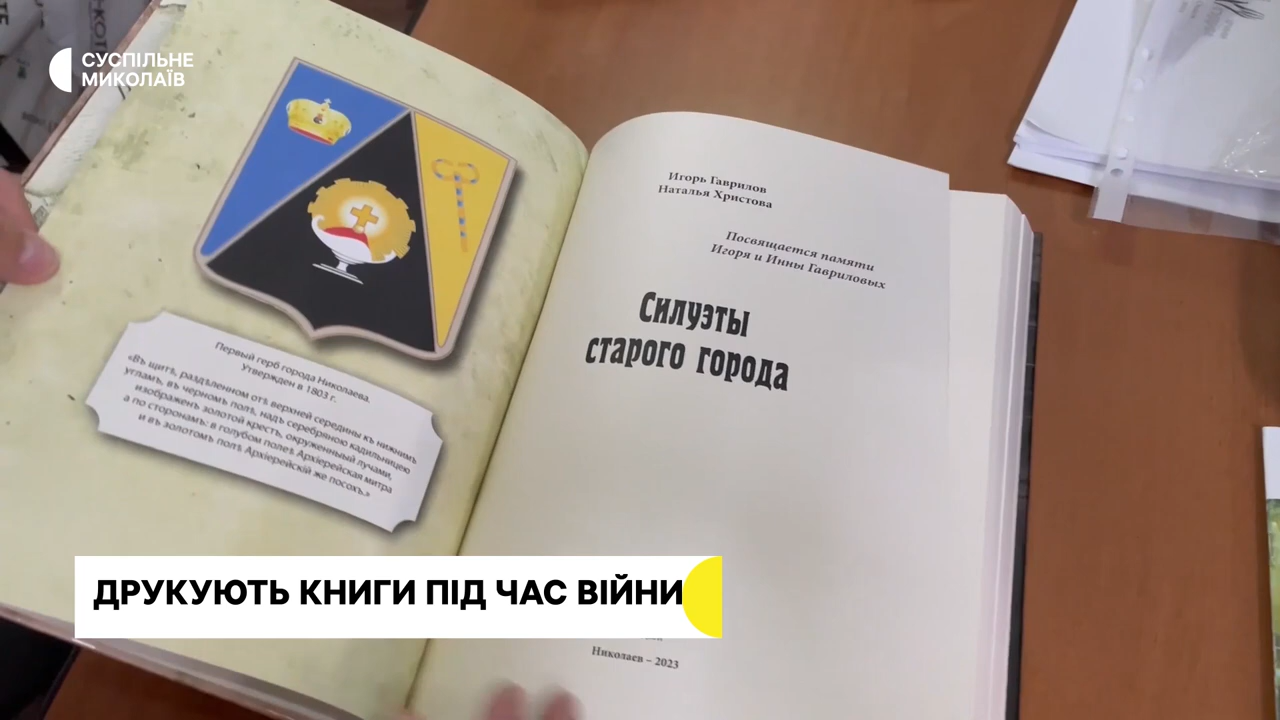 СУСПІЛЬНЕ
МИКОЛАЇВ
Первый герб города Николаева.
Утвержден в 1803 г.
«Въ щитѣ, раздѣленном отъ верхней середины къ нижнимъ
угламъ, въ черномъ полѣ, надъ серебряною кадильницею
изображенъ золотой крестъ, окруженный лучами,
а по сторонамъ: в голубом полеѣ Архіерейская митра
и въ золотомъ полѣ Архіерейскій же посохъ.»
Игорь Гаврилов
Наталья Христова
Посвящается памяти
Игоря и Инны Гавриловых
Силуэты
старого города
ДРУКУЮТЬ КНИГИ ПІД ЧАС ВІЙНИ
Николаев – 2023